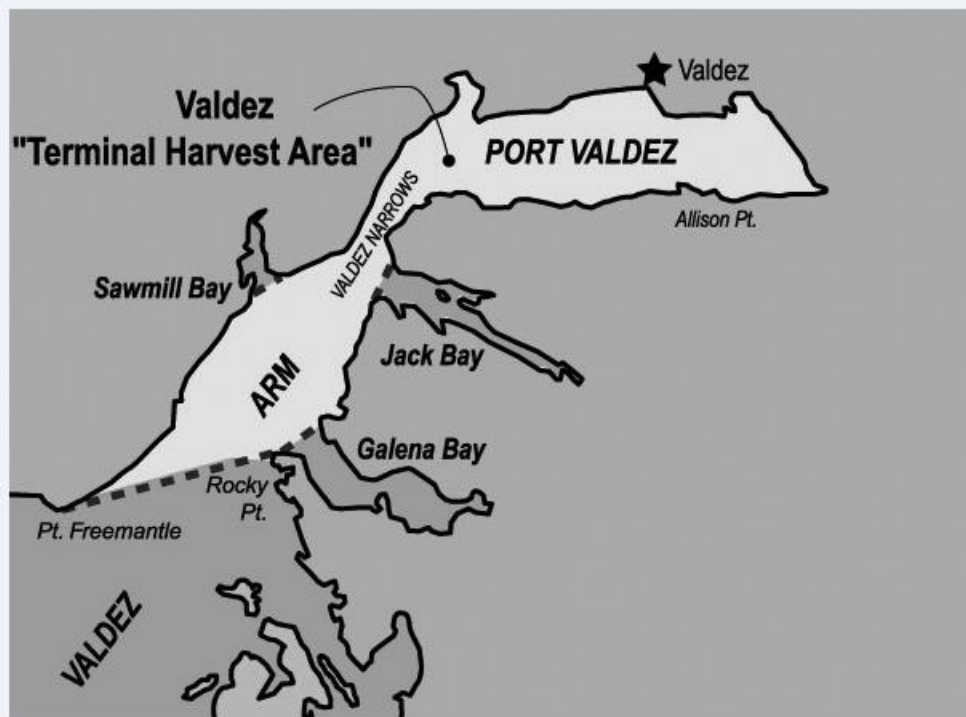 Valdez
Valdez
"Terminal Harvest Area"
PORT VALDEZ
Allison Pt.
VALDEZ NARROWS
Sawmill Bay
Jack Bay
ARM
Galena Bay
Rocky
Pt.
Pt. Freemantle
VALDEZ